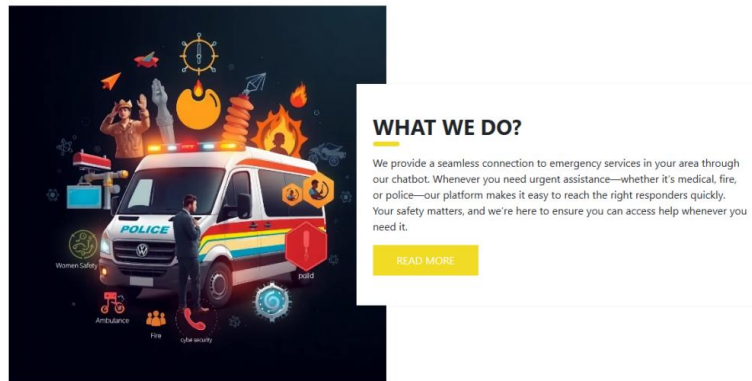 WHAT WE DO?
We provide a seamless connection to emergency services in your area through
our chatbot. Whenever you need urgent assistance—whether it's medical, fire,
or police—our platform makes it easy to reach the right responders quickly.
Your safety matters, and we're here to ensure you can access help whenever you
need it.
READ MORE
POLICE
Women Safety
polld
Ambulance
Fire
cybe security